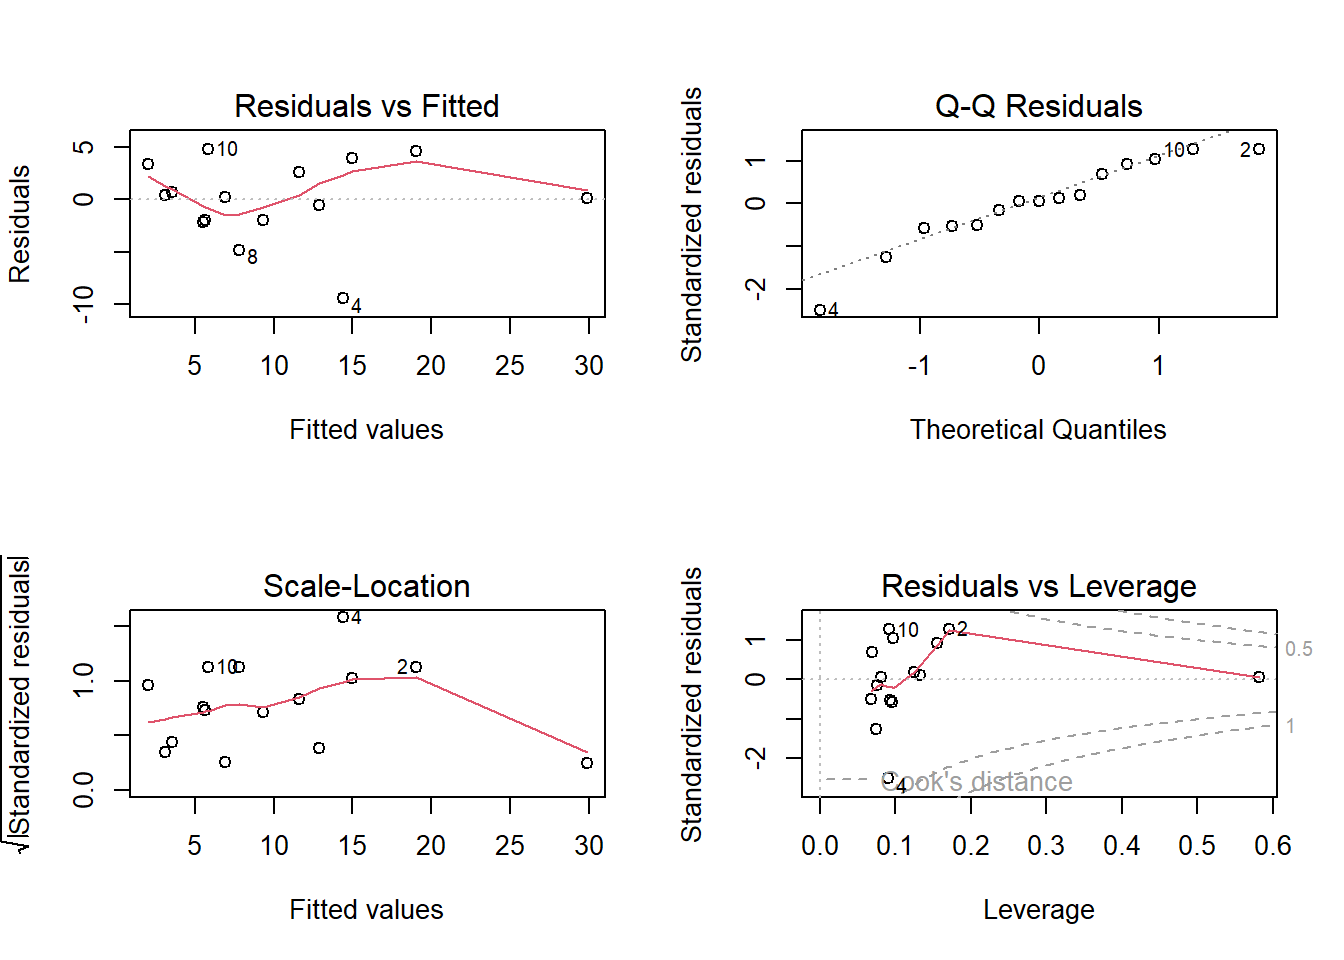 Residuals vs Fitted
Residuals
5
0
-10
10
8
4
5 10 15 20 25 30
Fitted values
Q-Q Residuals
Standardized residuals
1
0
-2
10
2
4
-1 0 1
Theoretical Quantiles
Scale-Location
√|Standardized residuals|
1.0
0.0
4
10
2
5 10 15 20 25 30
Fitted values
Residuals vs Leverage
Standardized residuals
1
0
-2
10
2
4
0.5
1
Cook's distance
0.0 0.1 0.2 0.3 0.4 0.5 0.6
Leverage